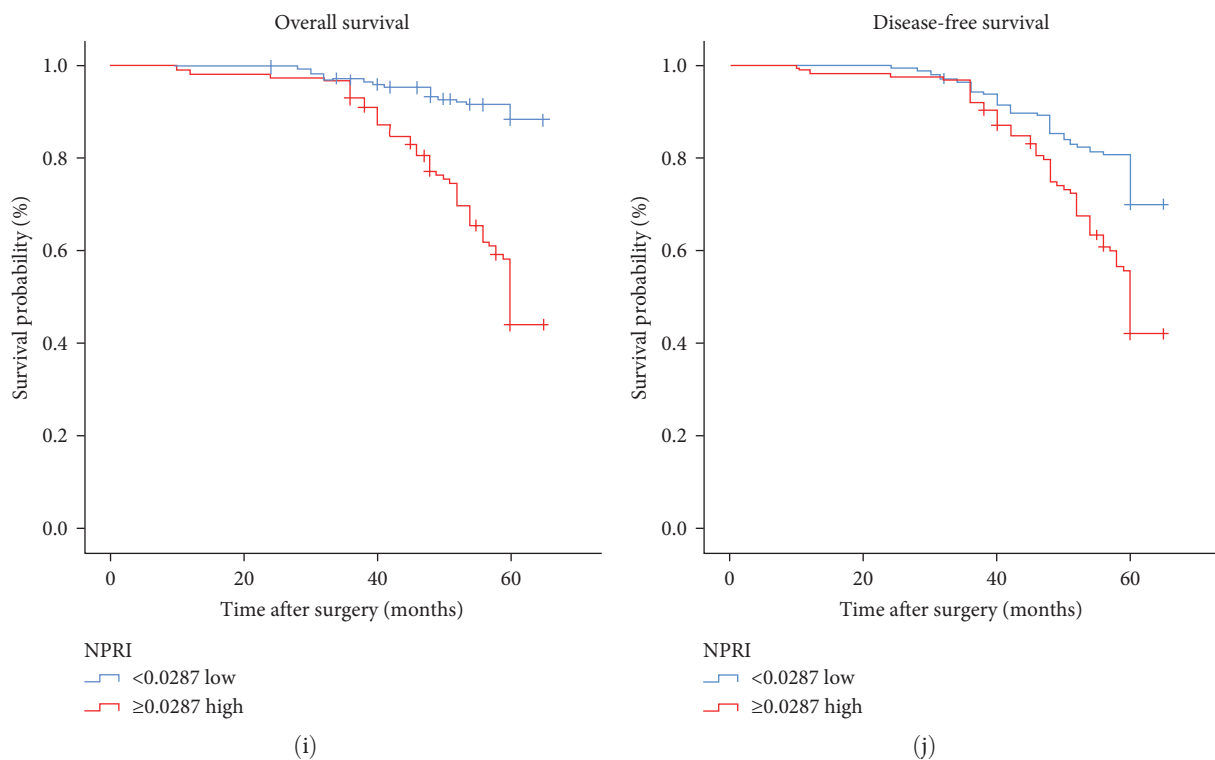 Overall survival
Survival probability (%)
1.0
0.8
0.6
0.4
0.2
0.0
0 20 40 60
Time after surgery (months)
NPRI
<0.0287 low
≥0.0287 high
(i)
Disease-free survival
Survival probability (%)
1.0
0.8
0.6
0.4
0.2
0.0
0 20 40 60
Time after surgery (months)
NPRI
<0.0287 low
≥0.0287 high
(j)